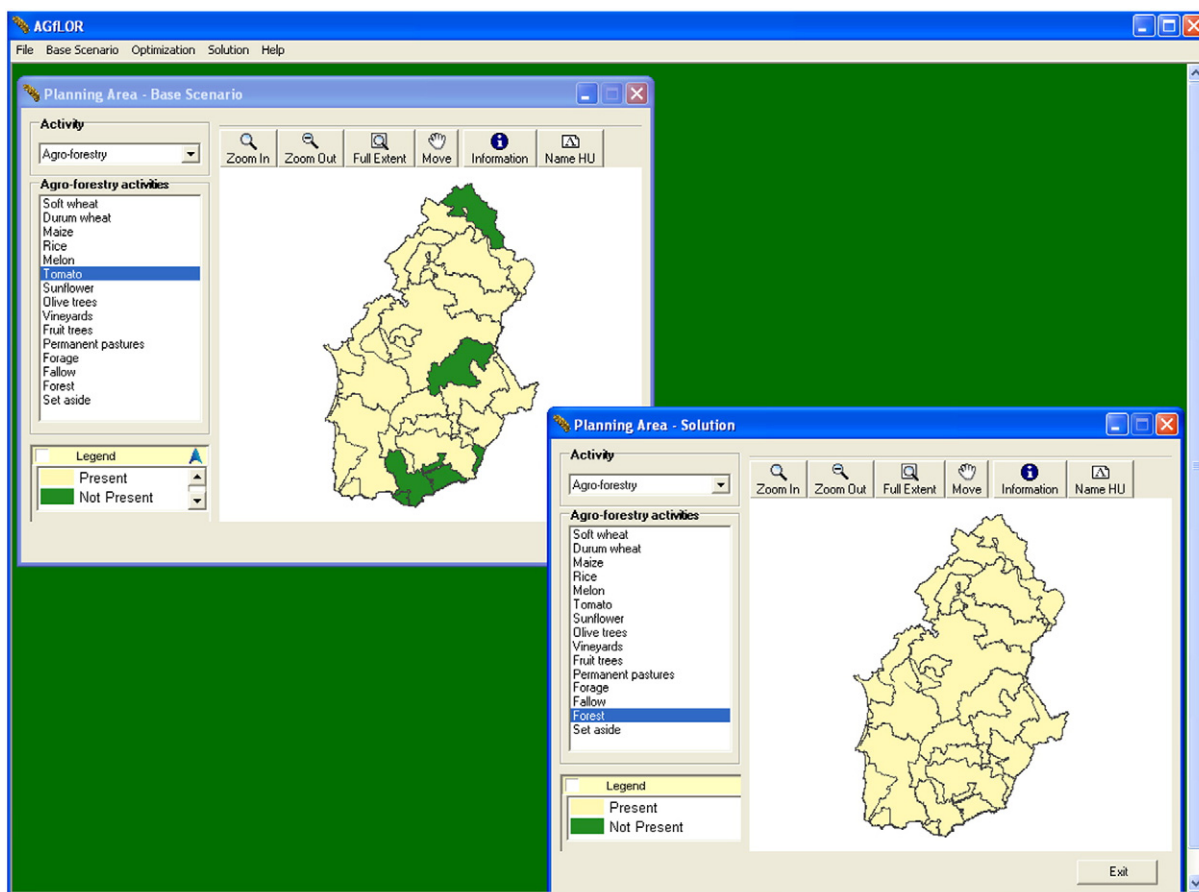 AGfLOR
File Base Scenario Optimization Solution Help
Planning Area - Base Scenario
Activity
Agro-forestry
Zoom In Zoom Out Full Extent Move Information Name HU
Agro-forestry activities
Soft wheat
Durum wheat
Maize
Rice
Melon
Tomato
Sunflower
Olive trees
Vineyards
Fruit trees
Permanent pastures
Forage
Fallow
Forest
Set aside
Legend
Present
Not Present
Planning Area - Solution
Activity
Agro-forestry
Zoom In Zoom Out Full Extent Move Information Name HU
Agro-forestry activities
Soft wheat
Durum wheat
Maize
Rice
Melon
Tomato
Sunflower
Olive trees
Vineyards
Fruit trees
Permanent pastures
Forage
Fallow
Forest
Set aside
Legend
Present
Not Present
Exit